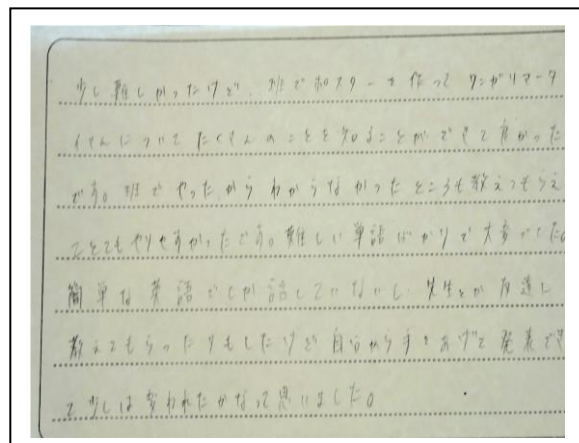 少し難しかったけど、班でポスターを作って ワンガリマータ
イさんについて たくさんのことを知ることができて良かった
です。班でやったからわからなかったところも教えてもらえ
てとてもやりやすかったです。難しい単語ばかりで大変でした。
簡単な英語でしか話していないし、先生とか友達に
教えてもらったりもしたけど自分から手をあげて発表でき
て少しは変われたかなって思いました。